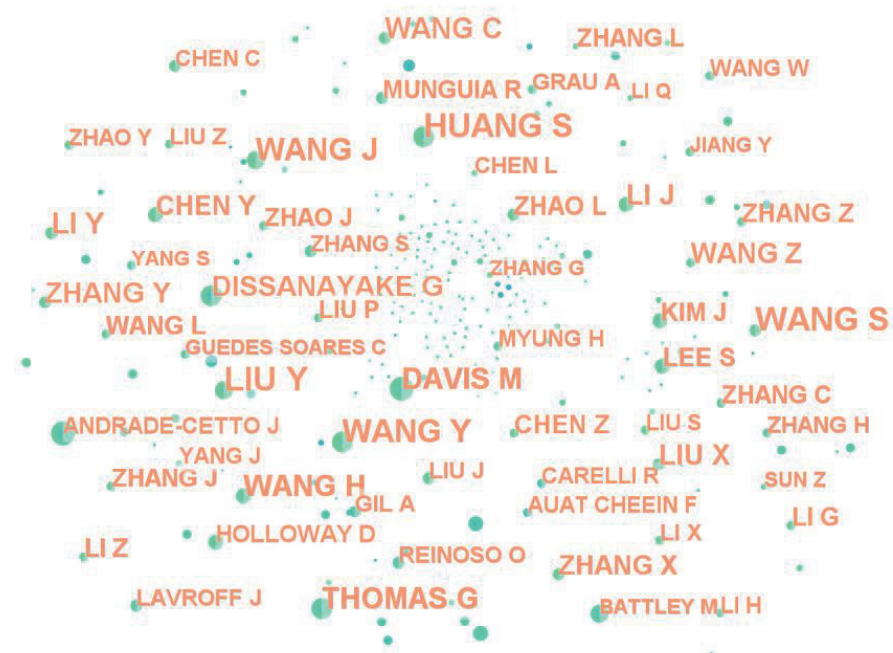 WANG C
ZHANG L
CHEN C
WANG W
GRAU A
MUNGUIA R
LI Q
HUANG S
ZHAO Y
LIU Z
WANG J
JIANG Y
CHEN L
LI J
CHEN Y
ZHAO L
ZHANG Z
LI Y
ZHAO J
ZHANG S
WANG Z
YANG S
ZHANG G
DISSANAYAKE G
ZHANG Y
LIU P
KIM J
WANG S
WANG L
MYUNG H
GUEDES SOARES C
LEE S
LIU Y
DAVIS M
ZHANG C
ANDRADE-CETTO J
WANG Y
CHEN Z
LIU S
ZHANG H
YANG J
LIU X
ZHANG J
LIU J
CARELLI R
SUN Z
WANG H
GIL A
AUAT CHEEIN F
LI G
HOLLOWAY D
LI X
LI Z
REINOSO O
ZHANG X
LAVROFF J
THOMAS G
BATTLEY M
LI H